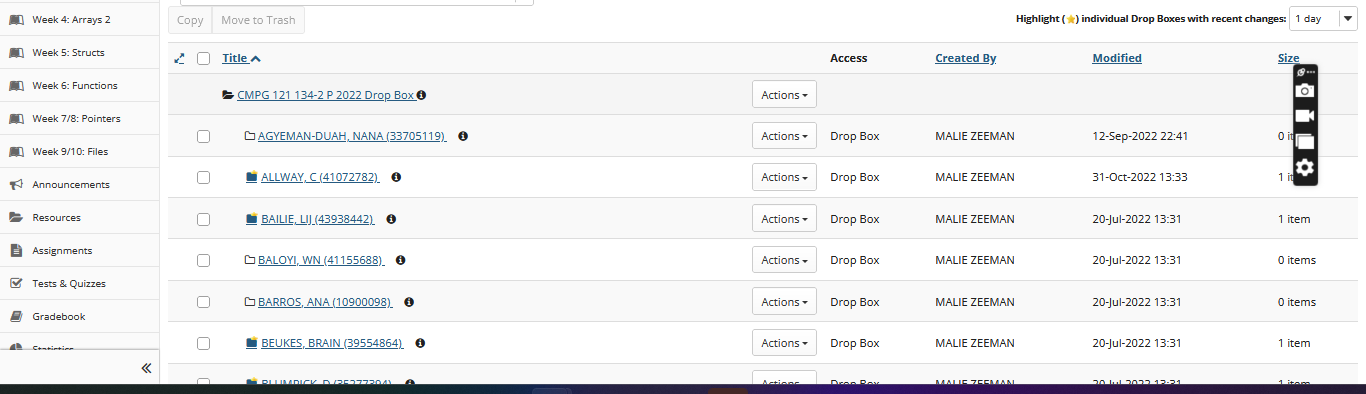 Week 4: Arrays 2
Week 5: Structs
Week 6: Functions
Week 7/8: Pointers
Week 9/10: Files
Announcements
Resources
Assignments
Tests & Quizzes
Gradebook
Statistics
Copy Move to Trash Highlight ( ) individual Drop Boxes with recent changes: 1 day
Title Access Created By Modified Size
CMPG 121 134-2 P 2022 Drop Box Actions
AGYEMAN-DUAH, NANA (33705119) Actions Drop Box MALIE ZEEMAN 12-Sep-2022 22:41 0
ALLWAY, C (41072782) Actions Drop Box MALIE ZEEMAN 31-Oct-2022 13:33 1
BAILIE, LIJ (43938442) Actions Drop Box MALIE ZEEMAN 20-Jul-2022 13:31 1 item
BALOYI, WN (41155688) Actions Drop Box MALIE ZEEMAN 20-Jul-2022 13:31 0 items
BARROS, ANA (10900098) Actions Drop Box MALIE ZEEMAN 20-Jul-2022 13:31 0 items
BEUKES, BRAIN (39554864) Actions Drop Box MALIE ZEEMAN 20-Jul-2022 13:31 1 item
Actions Drop Box MALIE ZEEMAN 20-Jul-2022 13:31 1 item